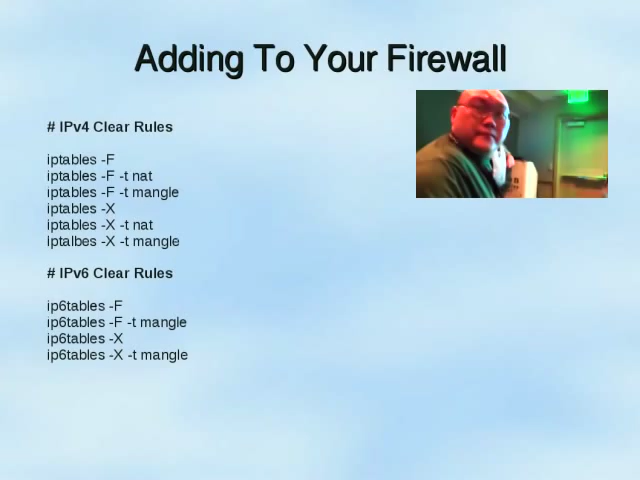 Adding To Your Firewall
# IPv4 Clear Rules
iptables -F
iptables -F -t nat
iptables -F -t mangle
iptables -X
iptables -X -t nat
iptalbes -X -t mangle
# IPv6 Clear Rules
ip6tables -F
ip6tables -F -t mangle
ip6tables -X
ip6tables -X -t mangle